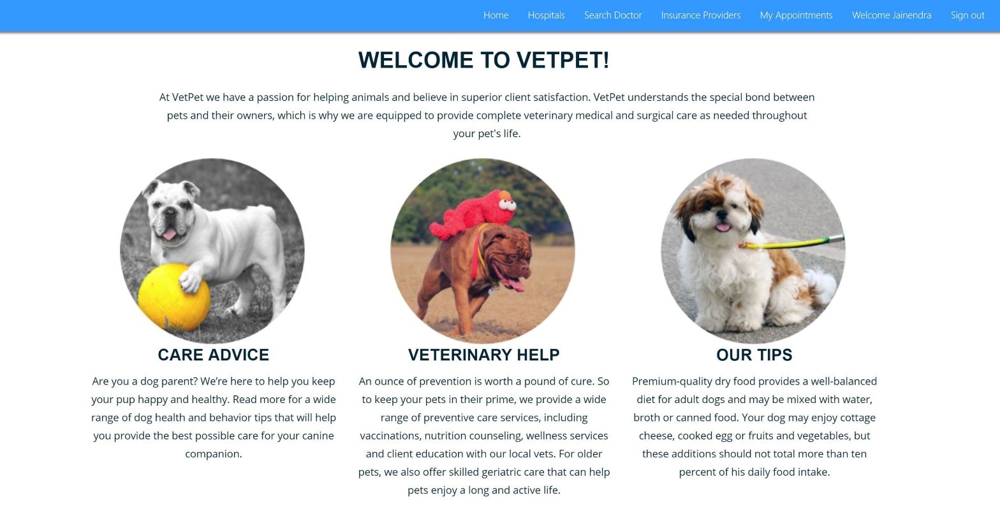 Home Hospitals Search Doctor Insurance Providers My Appointments Welcome Jainendra Sign out
WELCOME TO VETPET!
At VetPet we have a passion for helping animals and believe in superior client satisfaction. VetPet understands the special bond between
pets and their owners, which is why we are equipped to provide complete veterinary medical and surgical care as needed throughout
your pet's life.
CARE ADVICE
Are you a dog parent? We’re here to help you keep
your pup happy and healthy. Read more for a wide
range of dog health and behavior tips that will help
you provide the best possible care for your canine
companion.
VETERINARY HELP
An ounce of prevention is worth a pound of cure. So
to keep your pets in their prime, we provide a wide
range of preventive care services, including
vaccinations, nutrition counseling, wellness services
and client education with our local vets. For older
pets, we also offer skilled geriatric care that can help
pets enjoy a long and active life.
OUR TIPS
Premium-quality dry food provides a well-balanced
diet for adult dogs and may be mixed with water,
broth or canned food. Your dog may enjoy cottage
cheese, cooked egg or fruits and vegetables, but
these additions should not total more than ten
percent of his daily food intake.